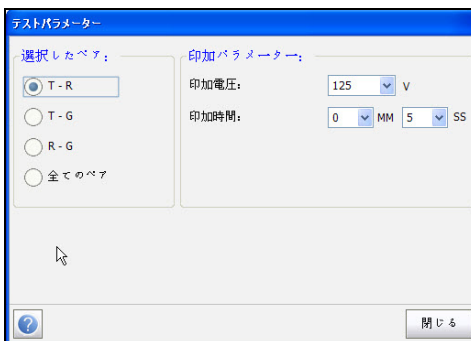 テストパラメーター
選択したペア:
T - R
T - G
R - G
全てのペア
印加パラメーター:
印加電圧: 125 V
印加時間: 0 MM 5 SS
?
閉じる